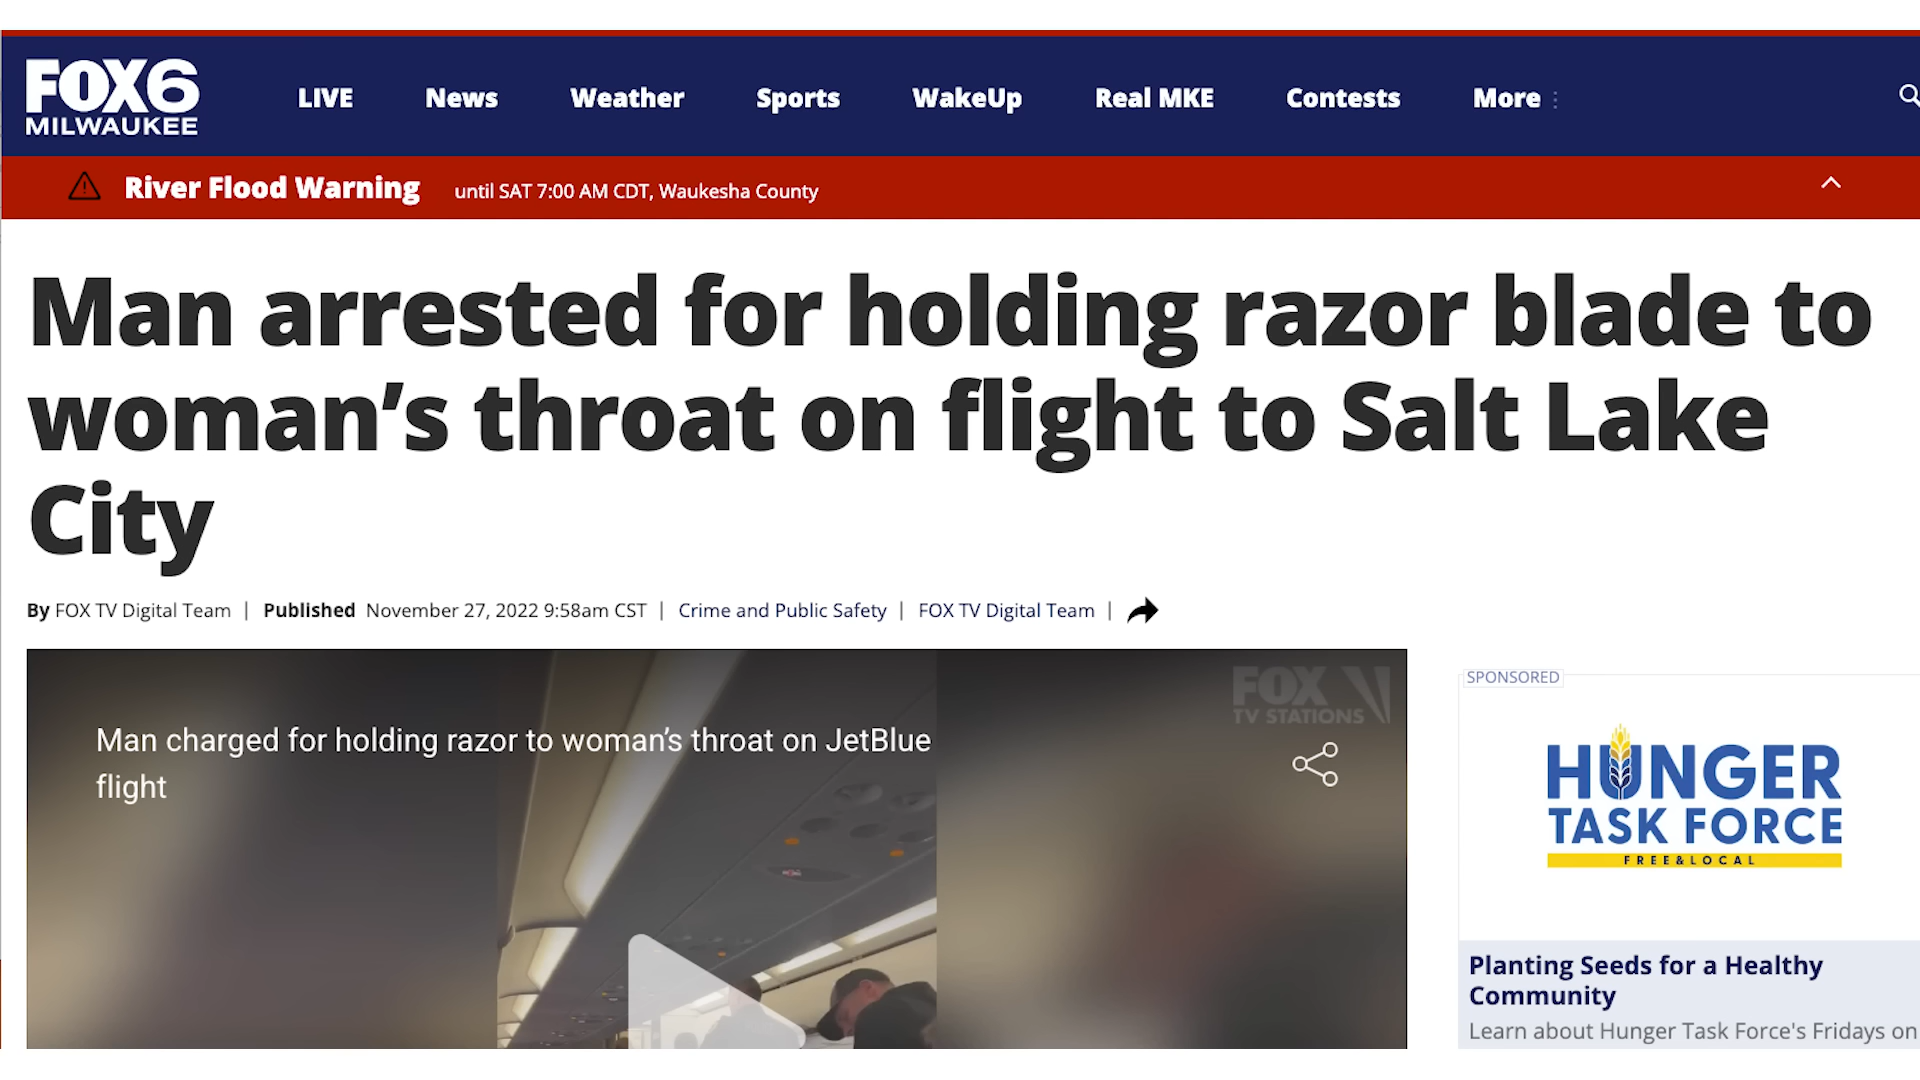 FOX6
MILWAUKEE
LIVE News Weather Sports WakeUp Real MKE Contests More
River Flood Warning until SAT 7:00 AM CDT, Waukesha County
Man arrested for holding razor blade to
woman’s throat on flight to Salt Lake
City
By FOX TV Digital Team | Published November 27, 2022 9:58am CST | Crime and Public Safety | FOX TV Digital Team |
FOX
TV STATIONS
Man charged for holding razor to woman's throat on JetBlue
flight
SPONSORED
HUNGER
TASK FORCE
FREE & LOCAL
Planting Seeds for a Healthy
Community
Learn about Hunger Task Force's Fridays on